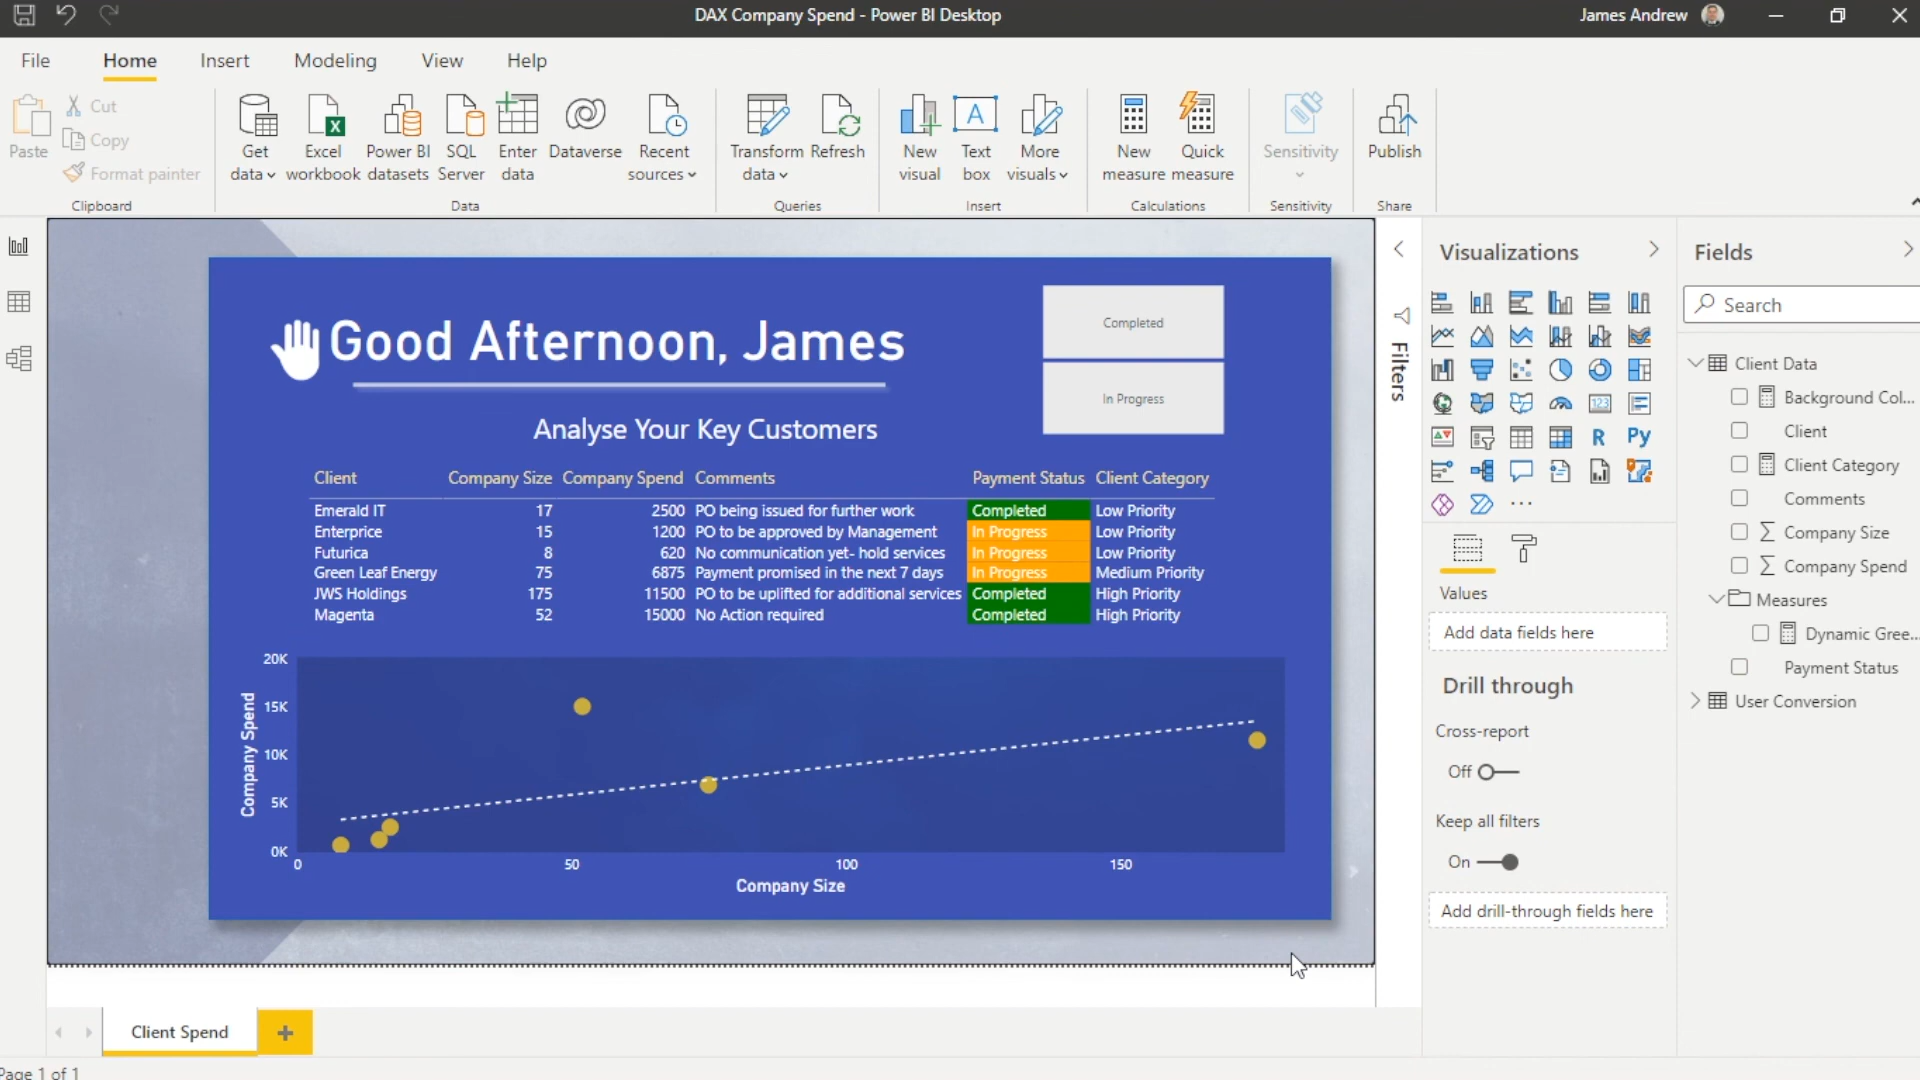 DAX Company Spend - Power BI Desktop
James Andrew
File Home Insert Modeling View Help
Paste
Cut
Copy
Format painter
Clipboard
Get data
Excel workbook
Power BI datasets
SQL Server
Enter data
Dataverse
Recent sources
Data
Transform data
Refresh
Queries
New visual
Text box
More visuals
Insert
New measure
Quick measure
Calculations
Sensitivity
Sensitivity
Publish
Share
Good Afternoon, James
Completed
In Progress
Analyse Your Key Customers
Client Company Size Company Spend Comments Payment Status Client Category
Emerald IT 17 2500 PO being issued for further work Completed Low Priority
Enterprice 15 1200 PO to be approved by Management In Progress Low Priority
Futurica 8 620 No communication yet- hold services In Progress Low Priority
Green Leaf Energy 75 6875 Payment promised in the next 7 days In Progress Medium Priority
JWS Holdings 175 11500 PO to be uplifted for additional services Completed High Priority
Magenta 52 15000 No Action required Completed High Priority
Company Spend
20K
15K
10K
5K
0K
0 50 100 150
Company Size
Filters
Visualizations
123
R
Py
Values
Add data fields here
Drill through
Cross-report
Off
Keep all filters
On
Add drill-through fields here
Fields
Search
Client Data
Background Col...
Client
Client Category
Comments
Company Size
Company Spend
Measures
Dynamic Gree...
Payment Status
User Conversion
Client Spend
Page 1 of 1